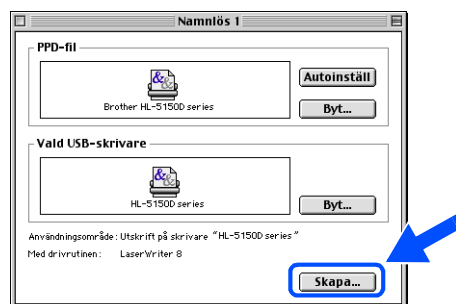 Namnlös 1
PPD-fil
Autoinställ
Brother HL-5150D series
Byt...
Vald USB-skrivare
HL-5150D series
Byt...
Användningsområde: Utskrift på skrivare "HL-5150D series"
Med drivrutinen: LaserWriter 8
Skapa...